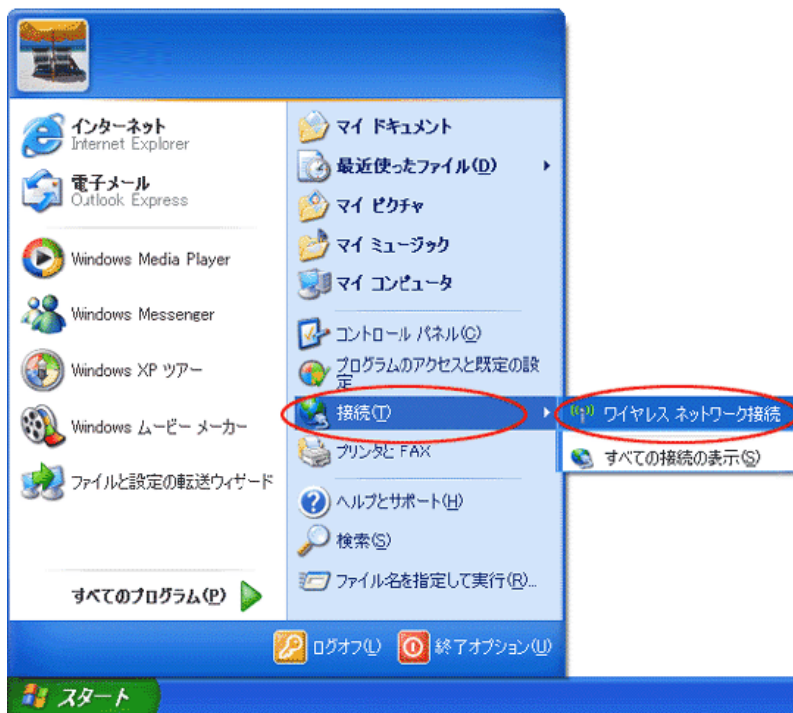 インターネット
Internet Explorer
電子メール
Outlook Express
Windows Media Player
Windows Messenger
Windows XP ツアー
Windows ムービー メーカー
ファイルと設定の転送ウィザード
すべてのプログラム(P)
マイ ドキュメント
最近使ったファイル(D)
マイ ピクチャ
マイ ミュージック
マイ コンピュータ
コントロール パネル(C)
プログラムのアクセスと既定の設
定
接続(T)
プリンタと FAX
ヘルプとサポート(H)
検索(S)
ファイル名を指定して実行(R)...
ワイヤレス ネットワーク接続
すべての接続の表示(S)
ログオフ(L)
終了オプション(U)
スタート